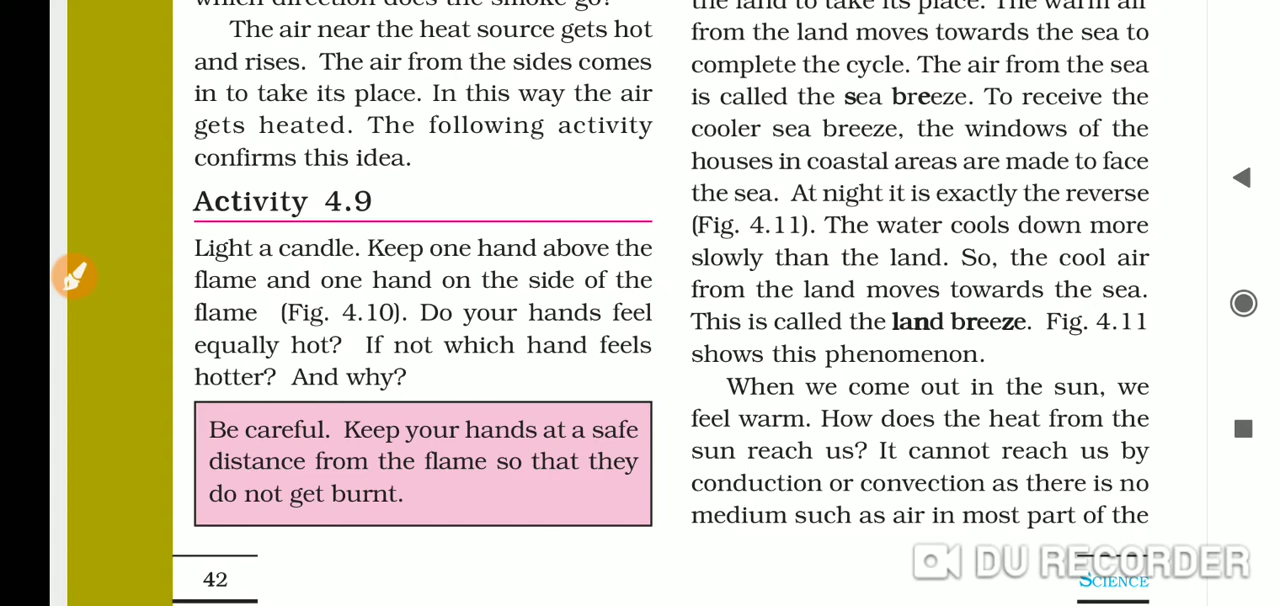 which direction does the smoke go?
The air near the heat source gets hot
and rises. The air from the sides comes
in to take its place. In this way the air
gets heated. The following activity
confirms this idea.
Activity 4.9
Light a candle. Keep one hand above the
flame and one hand on the side of the
flame (Fig. 4.10). Do your hands feel
equally hot? If not which hand feels
hotter? And why?
Be careful. Keep your hands at a safe
distance from the flame so that they
do not get burnt.
42
the land to take its place. The warm air
from the land moves towards the sea to
complete the cycle. The air from the sea
is called the sea breeze. To receive the
cooler sea breeze, the windows of the
houses in coastal areas are made to face
the sea. At night it is exactly the reverse
(Fig. 4.11). The water cools down more
slowly than the land. So, the cool air
from the land moves towards the sea.
This is called the land breeze. Fig. 4.11
shows this phenomenon.
When we come out in the sun, we
feel warm. How does the heat from the
sun reach us? It cannot reach us by
conduction or convection as there is no
medium such as air in most part of the
DU RECORDER
SCIENCE